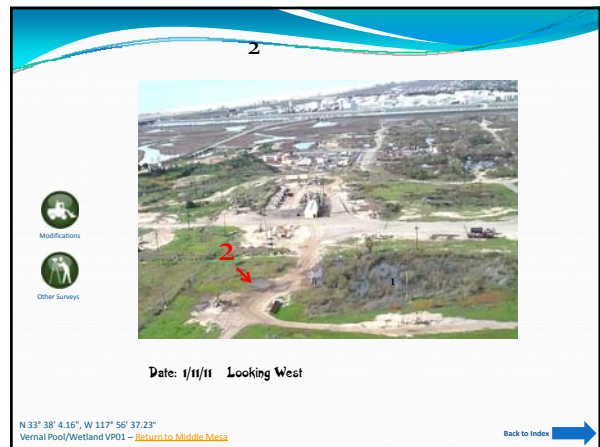 2
Modifications
Other Surveys
2
1
Date: 1/11/11 Looking West
N 33° 38' 4.16", W 117° 56' 37.23"
Vernal Pool/Wetland VP01 – Return to Middle Mesa
Back to Index